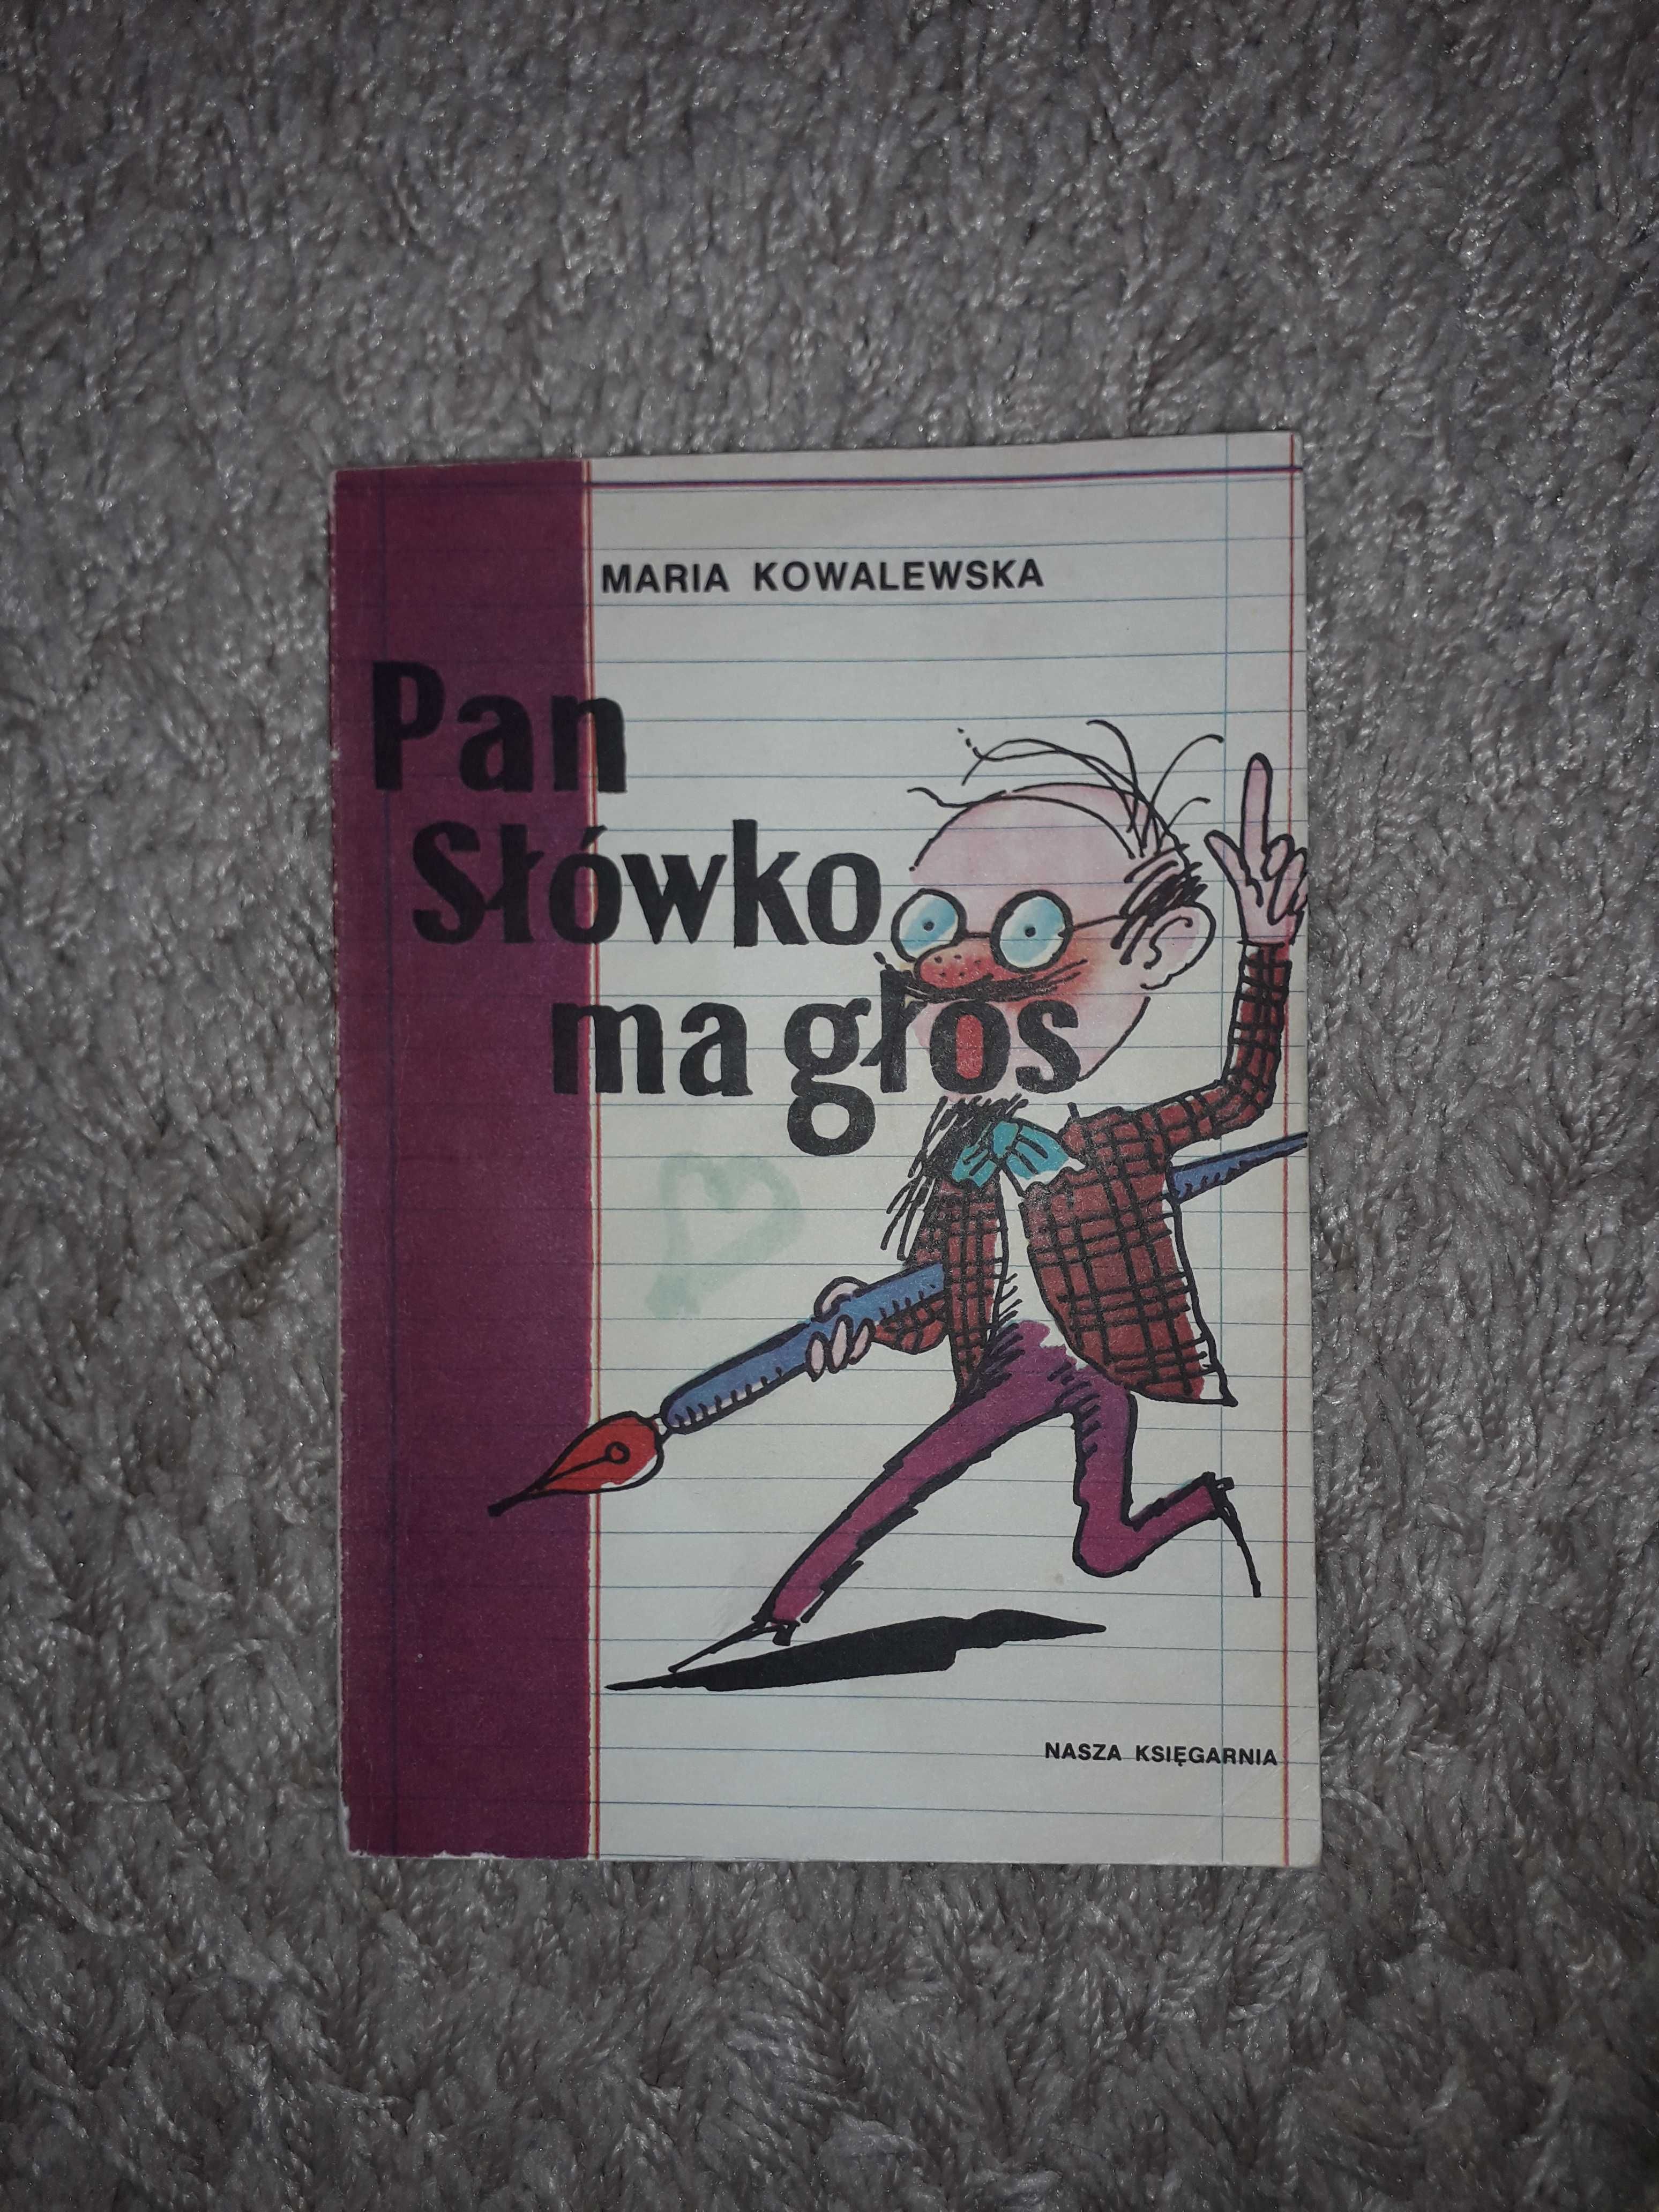 MARIA KOWALEWSKA
Pan
Słówko
ma głos
NASZA KSIĘGARNIA